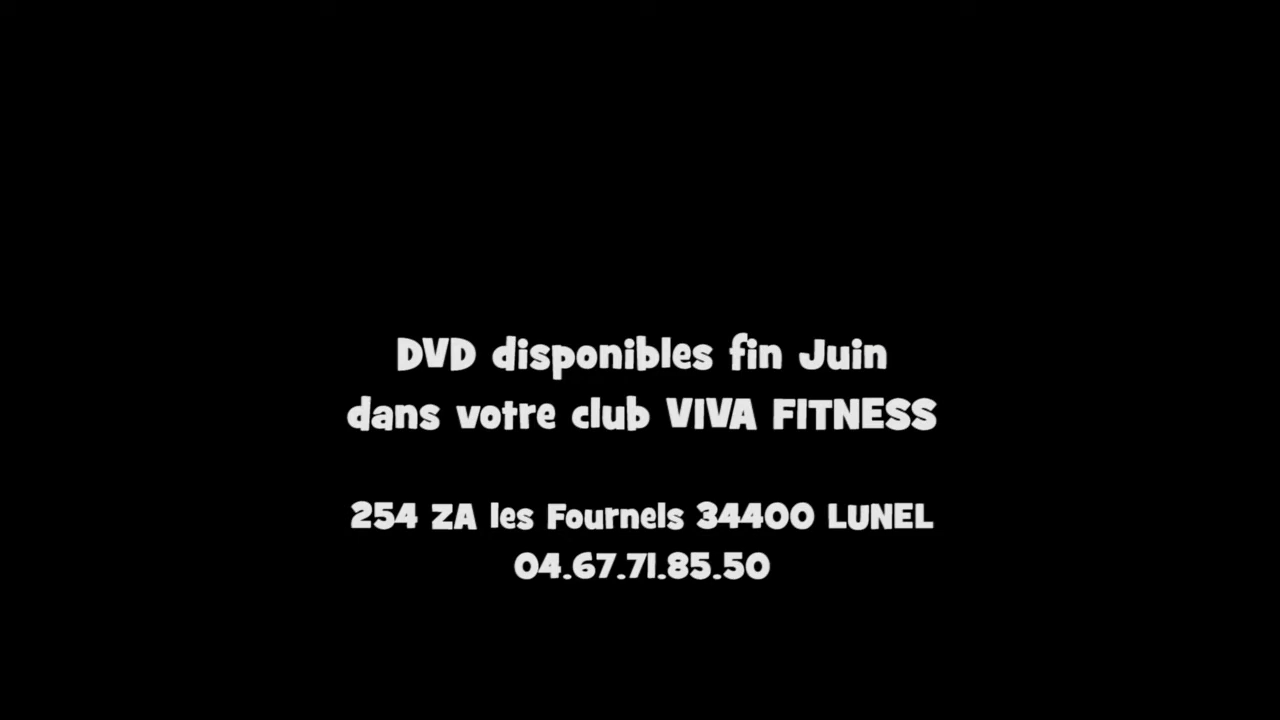 DVD disponibles fin Juin
dans votre club VIVA FITNESS
254 ZA les Fournels 34400 LUNEL
04.67.71.85.50